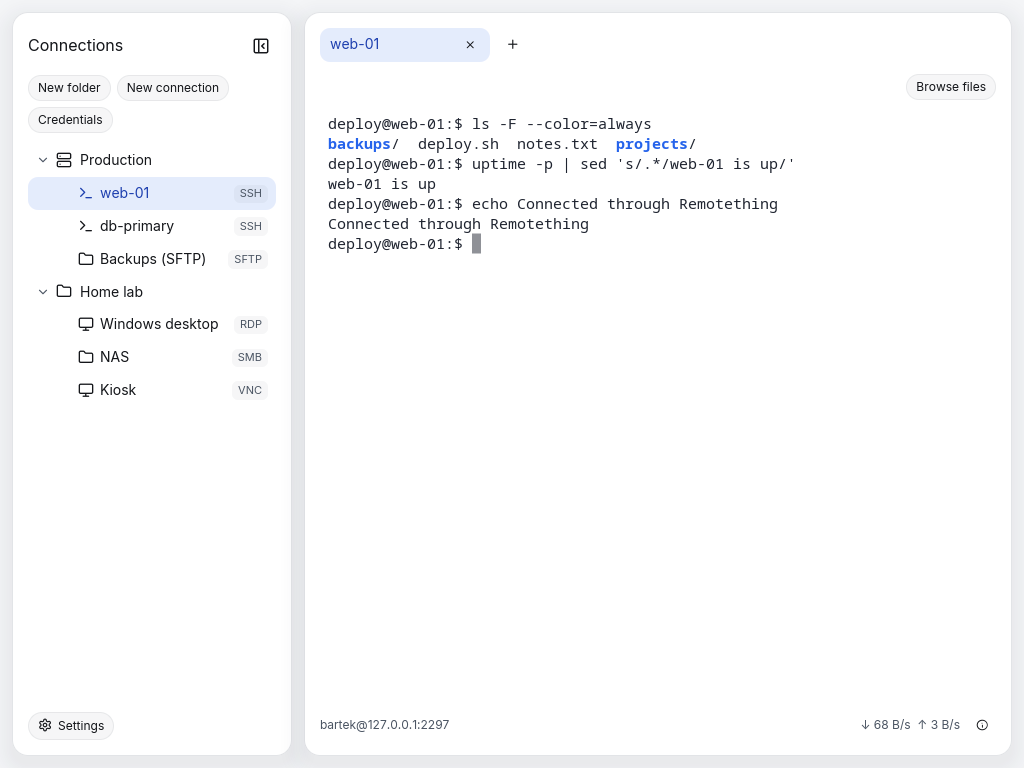 Connections
New folder
New connection
Credentials
Production
web-01 SSH
db-primary SSH
Backups (SFTP) SFTP
Home lab
Windows desktop RDP
NAS SMB
Kiosk VNC
Settings
web-01
Browse files
deploy@web-01:$ ls -F --color=always
backups/  deploy.sh  notes.txt  projects/
deploy@web-01:$ uptime -p | sed 's/.*/web-01 is up/'
web-01 is up
deploy@web-01:$ echo Connected through Remotething
Connected through Remotething
deploy@web-01:$
bartek@127.0.0.1:2297
↓ 68 B/s ↑ 3 B/s